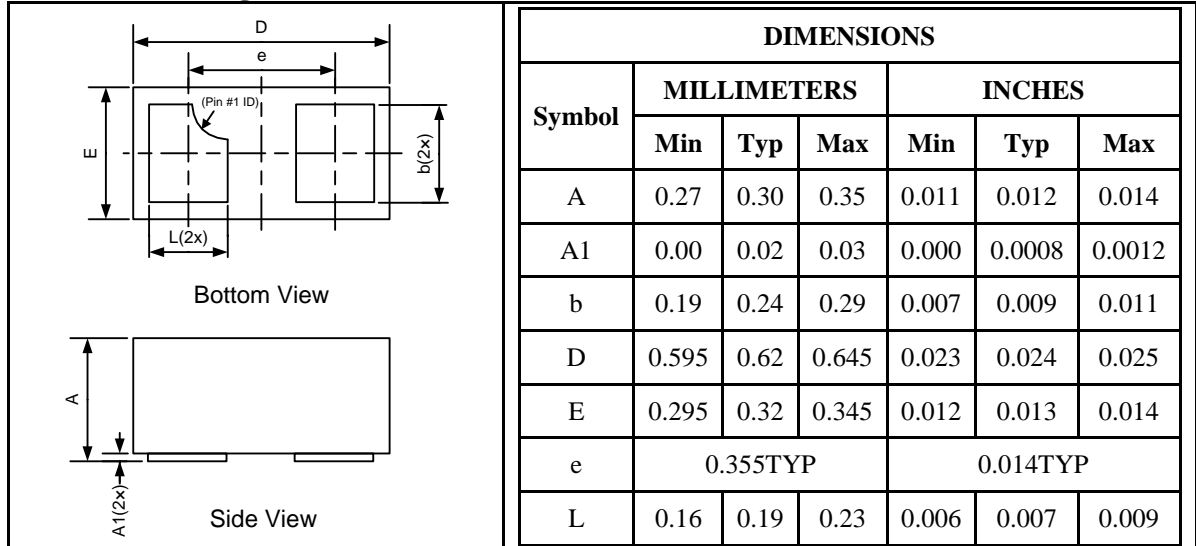 D
e
(Pin #1 ID)
E
b(2×)
L(2x)
Bottom View
A
A1(2×)
Side View
DIMENSIONS
Symbol MILLIMETERS INCHES
Min Typ Max Min Typ Max
A 0.27 0.30 0.35 0.011 0.012 0.014
A1 0.00 0.02 0.03 0.000 0.0008 0.0012
b 0.19 0.24 0.29 0.007 0.009 0.011
D 0.595 0.62 0.645 0.023 0.024 0.025
E 0.295 0.32 0.345 0.012 0.013 0.014
e 0.355TYP 0.014TYP
L 0.16 0.19 0.23 0.006 0.007 0.009